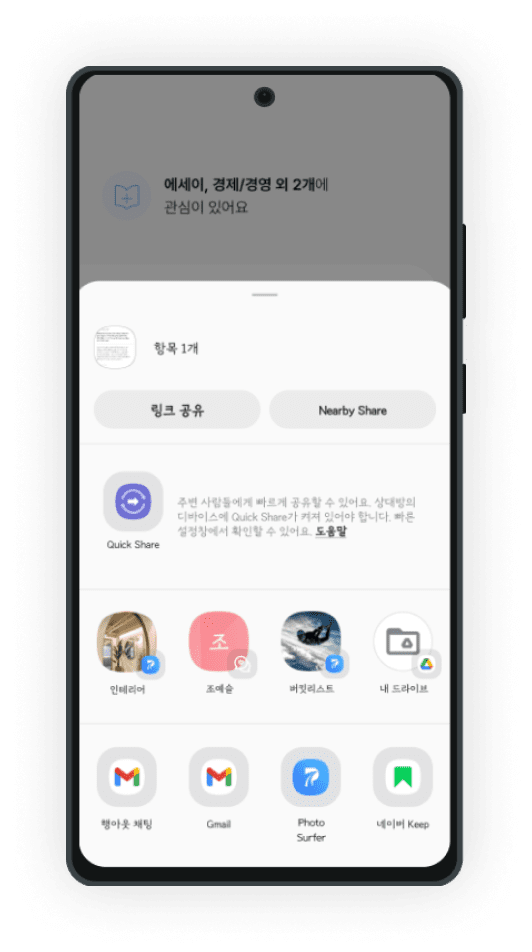 에세이, 경제/경영 외 2개에
관심이 있어요
항목 1개
링크 공유
Nearby Share
주변 사람들에게 빠르게 공유할 수 있어요. 상대방의
디바이스에 Quick Share가 켜져 있어야 합니다. 빠른
설정창에서 확인할 수 있어요. 도움말
Quick Share
조
인테리어
조예슬
버킷리스트
내 드라이브
행아웃 채팅
Gmail
Photo
Surfer
네이버 Keep